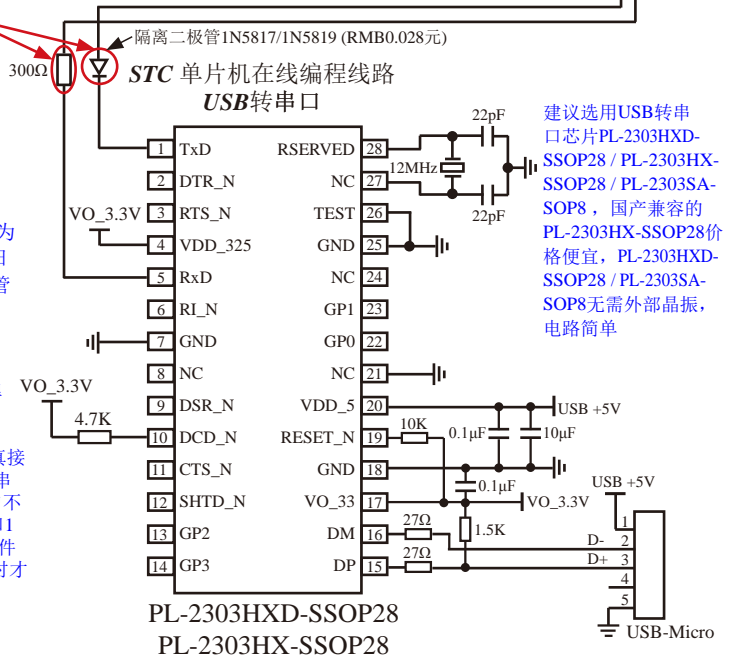 隔离二极管1N5817/1N5819 (RMB0.028元)
300Ω
STC 单片机在线编程线路
USB转串口
22pF
12MHz
22pF
建议选用USB转串
口芯片PL-2303HXD-
SSOP28 / PL-2303HX-
SSOP28 / PL-2303SA-
SOP8 ，国产兼容的
PL-2303HX-SSOP28价
格便宜，PL-2303HXD-
SSOP28 / PL-2303SA-
SOP8无需外部晶振，
电路简单
1 TxD RSERVED 28
2 DTR_N NC 27
VO_3.3V 3 RTS_N TEST 26
4 VDD_325 GND 25
5 RxD NC 24
6 RI_N GP1 23
7 GND GP0 22
8 NC NC 21
VO_3.3V
9 DSR_N VDD_5 20 USB +5V
4.7K
10 DCD_N RESET_N 19
10K
0.1μF
10μF
11 CTS_N GND 18
0.1μF
12 SHTD_N VO_33 17 VO_3.3V
13 GP2 DM 16
27Ω
14 GP3 DP 15
27Ω
1.5K
USB +5V
1
D- 2
D+ 3
4
5
USB-Micro
为
管
接
串
不
1
件
才
PL-2303HXD-SSOP28
PL-2303HX-SSOP28